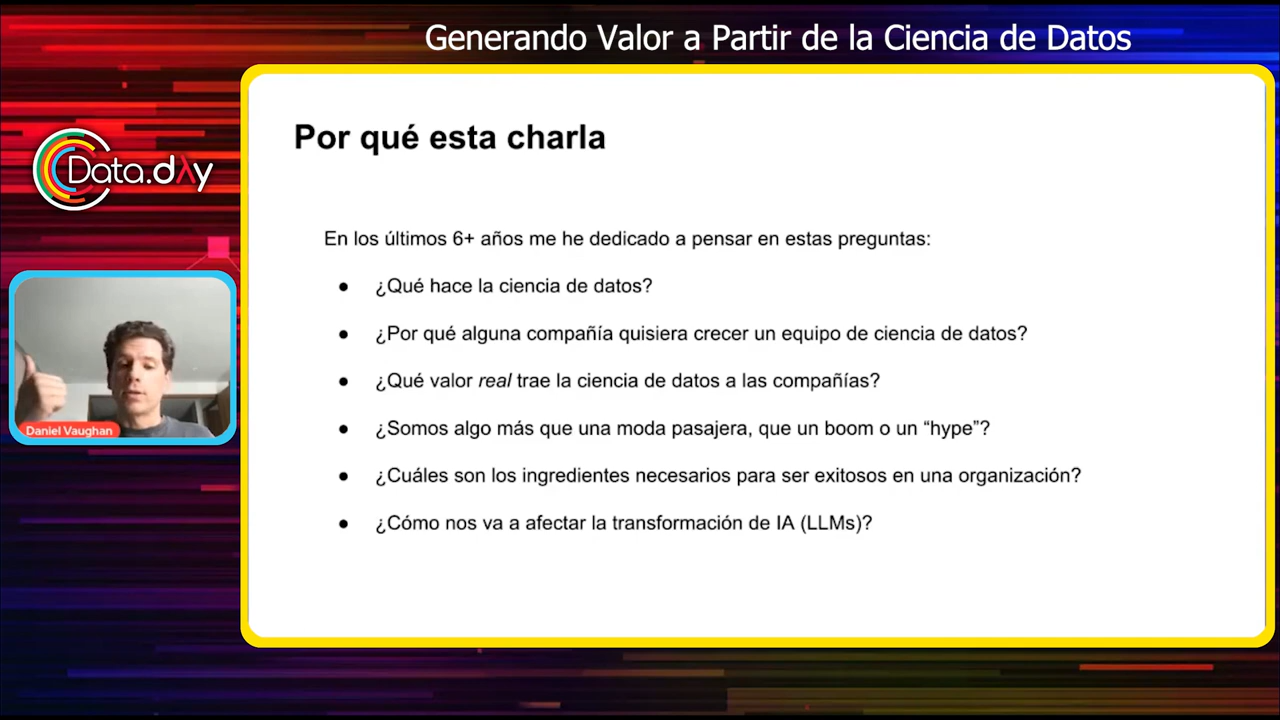 Generando Valor a Partir de la Ciencia de Datos
Data.dAy
Por qué esta charla
En los últimos 6+ años me he dedicado a pensar en estas preguntas:
● ¿Qué hace la ciencia de datos?
● ¿Por qué alguna compañía quisiera crecer un equipo de ciencia de datos?
● ¿Qué valor real trae la ciencia de datos a las compañías?
● ¿Somos algo más que una moda pasajera, que un boom o un “hype”?
● ¿Cuáles son los ingredientes necesarios para ser exitosos en una organización?
● ¿Cómo nos va a afectar la transformación de IA (LLMs)?
Daniel Vaughan